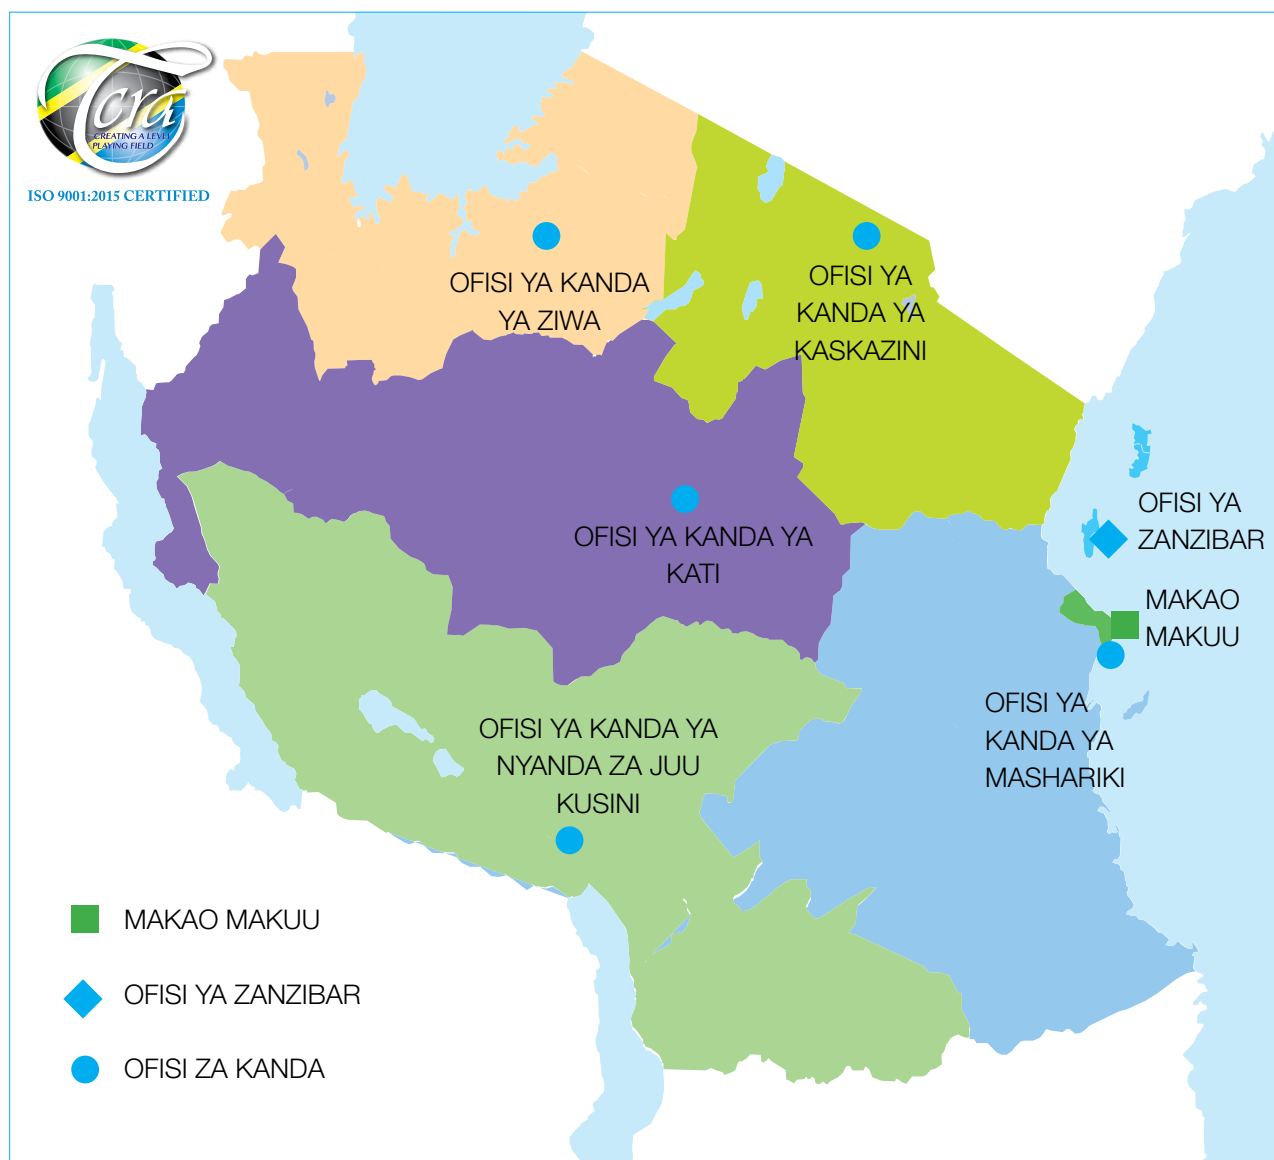 Tcra
CREATING A LEVEL
PLAYING FIELD
ISO 9001:2015 CERTIFIED
OFISI YA KANDA
YA ZIWA
OFISI YA
KANDA YA
KASKAZINI
OFISI YA KANDA YA
KATI
OFISI YA
ZANZIBAR
MAKAO
MAKUU
OFISI YA
KANDA YA
MASHARIKI
OFISI YA KANDA YA
NYANDA ZA JUU
KUSINI
MAKAO MAKUU
OFISI YA ZANZIBAR
OFISI ZA KANDA